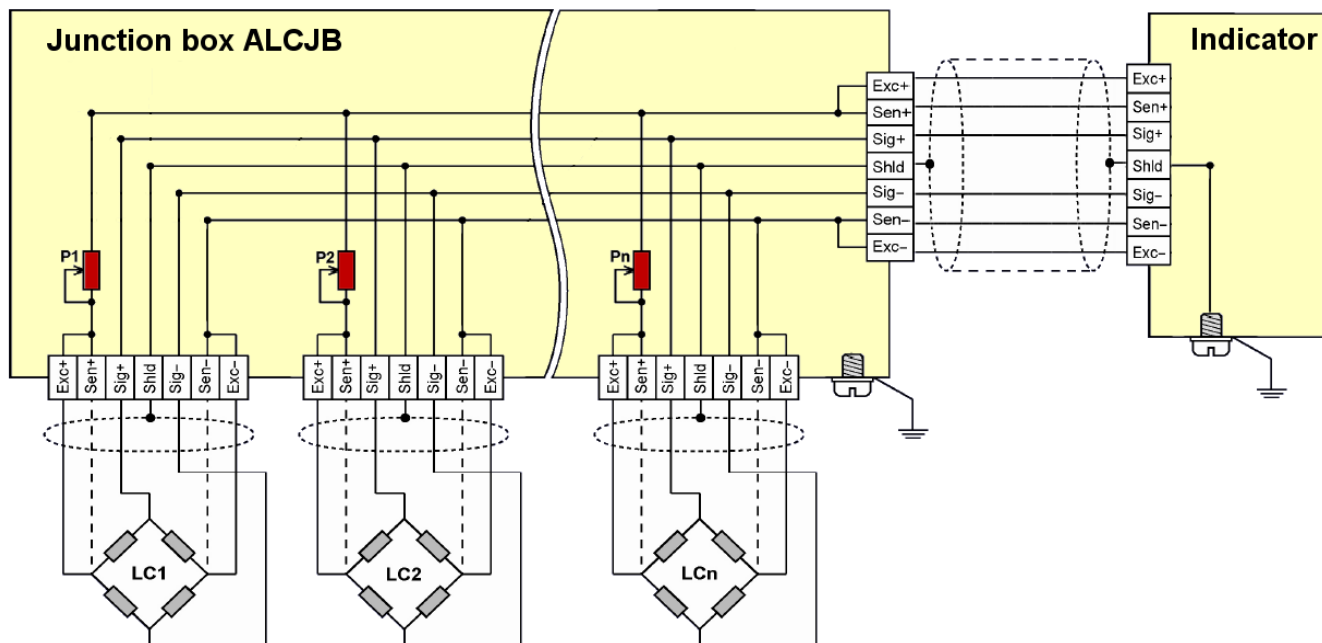 Junction box ALCJB
Indicator
Exc+
Sen+
Sig+
Shld
Sig–
Sen–
Exc–
Exc+
Sen+
Sig+
Shld
Sig–
Sen–
Exc–
P1
P2
Pn
Exc+
Sen+
Sig+
Shld
Sig–
Sen–
Exc–
Exc+
Sen+
Sig+
Shld
Sig–
Sen–
Exc–
Exc+
Sen+
Sig+
Shld
Sig–
Sen–
Exc–
LC1
LC2
LCn